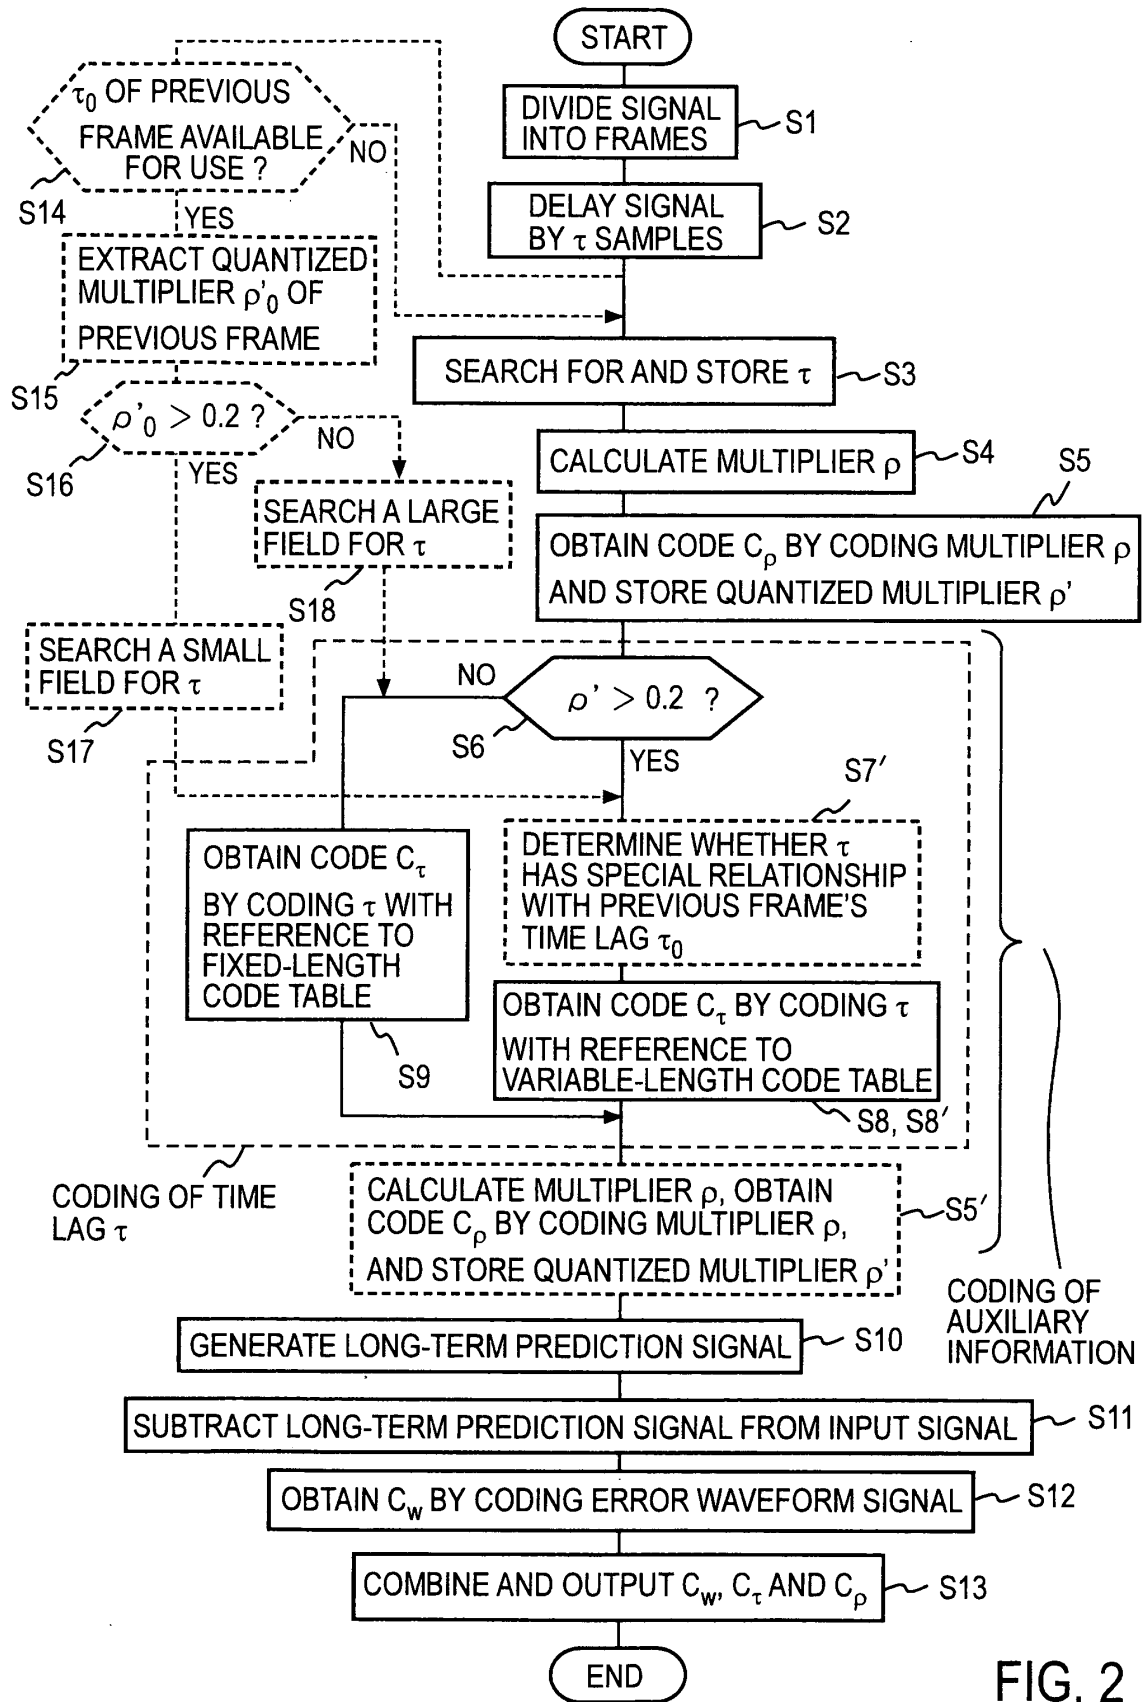 START
DIVIDE SIGNAL
INTO FRAMES
S1
DELAY SIGNAL
BY τ SAMPLES
S2
τ₀ OF PREVIOUS
FRAME AVAILABLE
FOR USE ?
NO
S14
YES
EXTRACT QUANTIZED
MULTIPLIER ρ'₀ OF
PREVIOUS FRAME
S15
SEARCH FOR AND STORE τ
S3
ρ'₀ > 0.2 ?
NO
S16
YES
CALCULATE MULTIPLIER ρ
S4
S5
SEARCH A LARGE
FIELD FOR τ
S18
OBTAIN CODE Cρ BY CODING MULTIPLIER ρ
AND STORE QUANTIZED MULTIPLIER ρ'
SEARCH A SMALL
FIELD FOR τ
S17
NO
ρ' > 0.2 ?
S6
YES
S7'
OBTAIN CODE Cτ
BY CODING τ WITH
REFERENCE TO
FIXED-LENGTH
CODE TABLE
S9
DETERMINE WHETHER τ
HAS SPECIAL RELATIONSHIP
WITH PREVIOUS FRAME'S
TIME LAG τ₀
OBTAIN CODE Cτ BY CODING τ
WITH REFERENCE TO
VARIABLE-LENGTH CODE TABLE
S8, S8'
CODING OF TIME
LAG τ
CALCULATE MULTIPLIER ρ, OBTAIN
CODE Cρ BY CODING MULTIPLIER ρ,
AND STORE QUANTIZED MULTIPLIER ρ'
S5'
CODING OF
AUXILIARY
INFORMATION
GENERATE LONG-TERM PREDICTION SIGNAL
S10
SUBTRACT LONG-TERM PREDICTION SIGNAL FROM INPUT SIGNAL
S11
OBTAIN Cw BY CODING ERROR WAVEFORM SIGNAL
S12
COMBINE AND OUTPUT Cw, Cτ AND Cρ
S13
END
FIG. 2